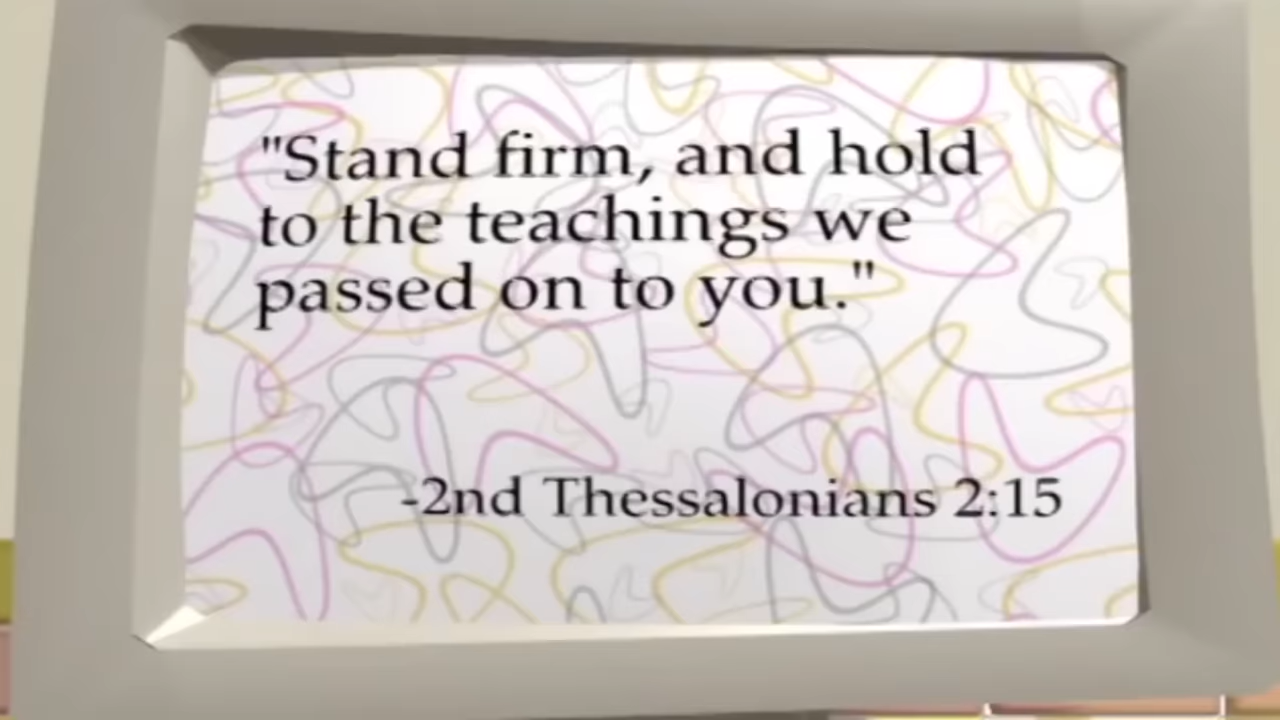 "Stand firm, and hold
to the teachings we
passed on to you."
-2nd Thessalonians 2:15